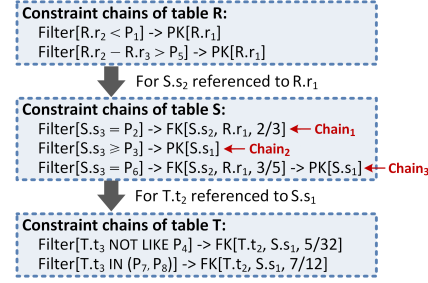 Constraint chains of table R:
Filter[R.r₂ < P₁] -> PK[R.r₁]
Filter[R.r₂ − R.r₃ > P₅] -> PK[R.r₁]
For S.s₂ referenced to R.r₁
Constraint chains of table S:
Filter[S.s₃ = P₂] -> FK[S.s₂, R.r₁, 2/3] Chain₁
Filter[S.s₃ ⩾ P₃] -> PK[S.s₁] Chain₂
Filter[S.s₃ = P₆] -> FK[S.s₂, R.r₁, 3/5] -> PK[S.s₁] Chain₃
For T.t₂ referenced to S.s₁
Constraint chains of table T:
Filter[T.t₃ NOT LIKE P₄] -> FK[T.t₂, S.s₁, 5/32]
Filter[T.t₃ IN (P₇, P₈)] -> FK[T.t₂, S.s₁, 7/12]